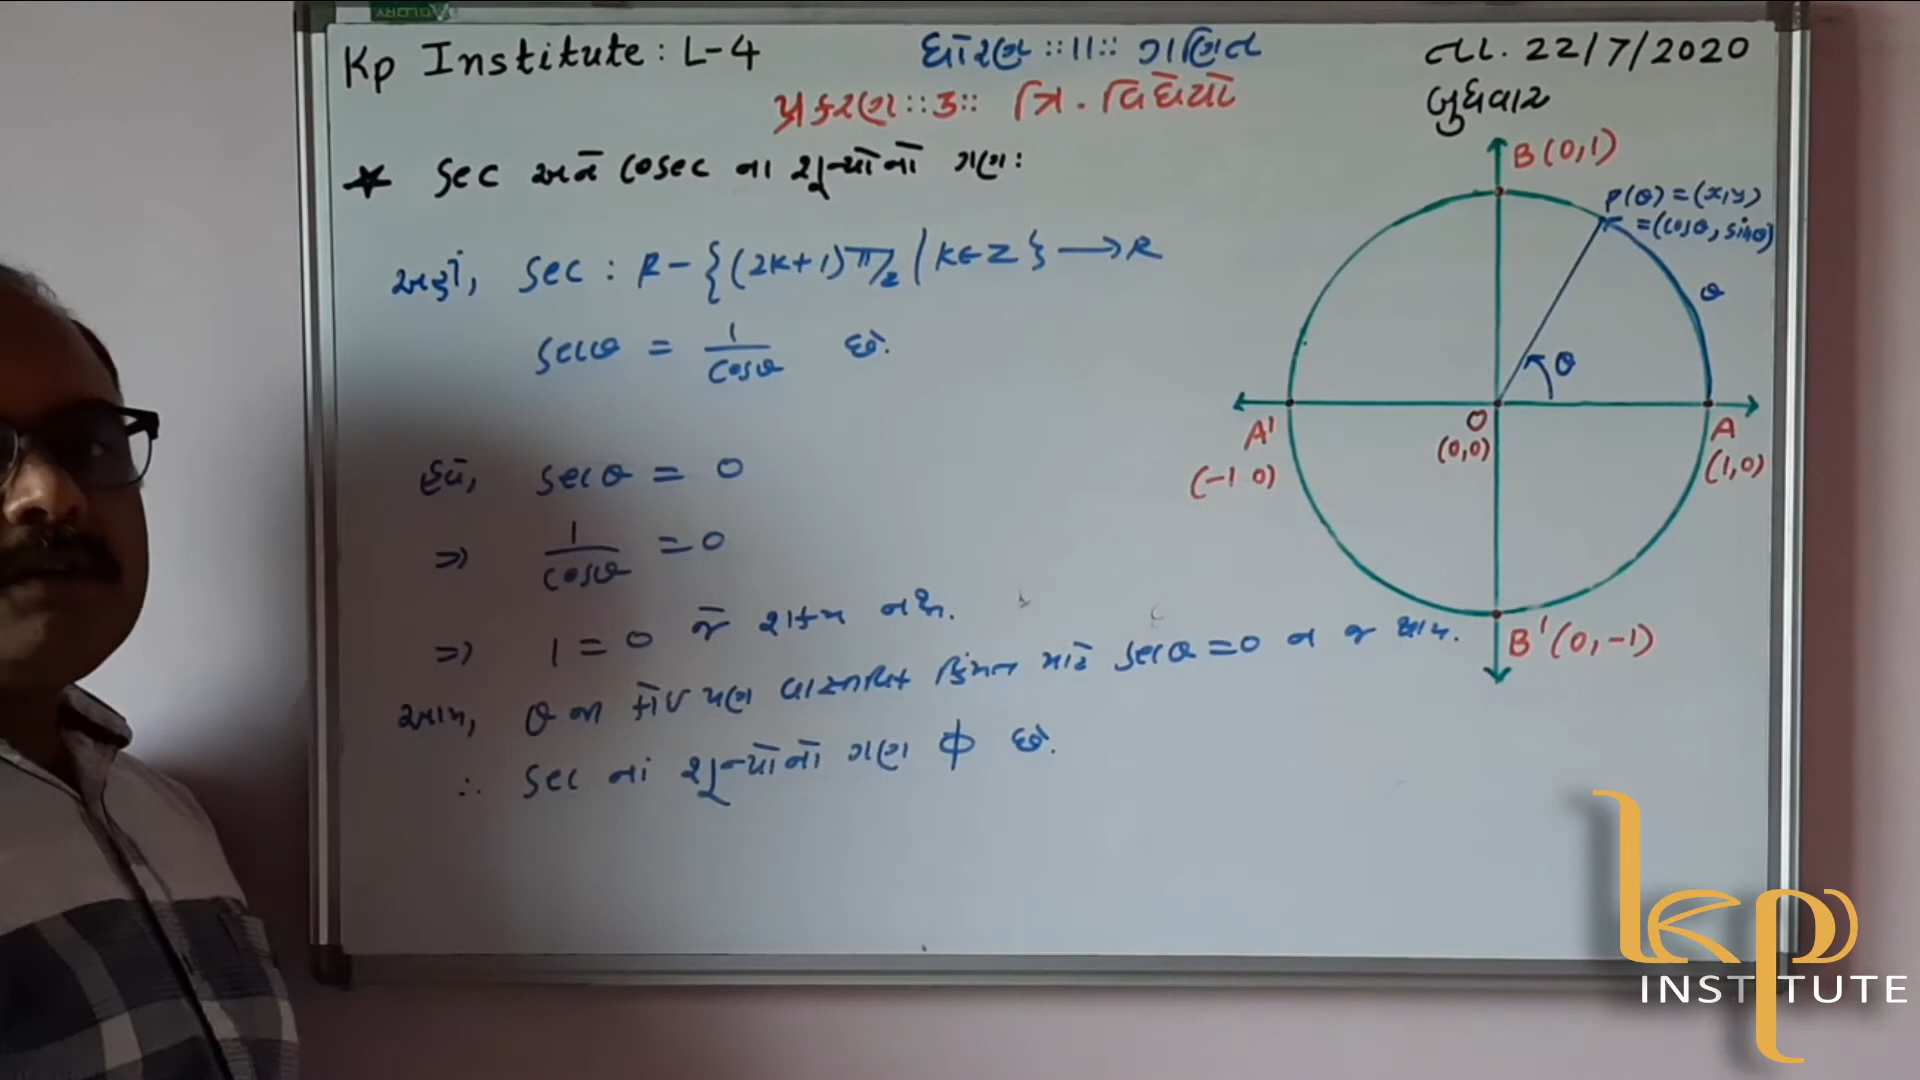 Kp Institute : L-4
ધોરણ :: 11 :: ગણિત
તા. 22/7/2020
બુધવાર
પ્રકરણ :: 3 :: ત્રિ. વિધેયો
★ sec અને cosec ના શૂન્યોનો ગણ :
અહીં, sec : R - {(2k+1)π/2 / k∈Z} → R
secθ = 1/cosθ છે.
હવે, secθ = 0
⇒ 1/cosθ = 0
⇒ 1 = 0 જે શક્ય નથી.
આમ, θ ની કોઈ પણ વાસ્તવિક કિંમત માટે secθ = 0 ન જ થાય.
∴ sec નાં શૂન્યોનો ગણ ϕ છે.
B(0,1)
P(θ) = (x,y)
= (cosθ, sinθ)
θ
θ
A'
(-1 0)
O
(0,0)
A
(1,0)
B'(0,-1)
kp
INSTITUTE